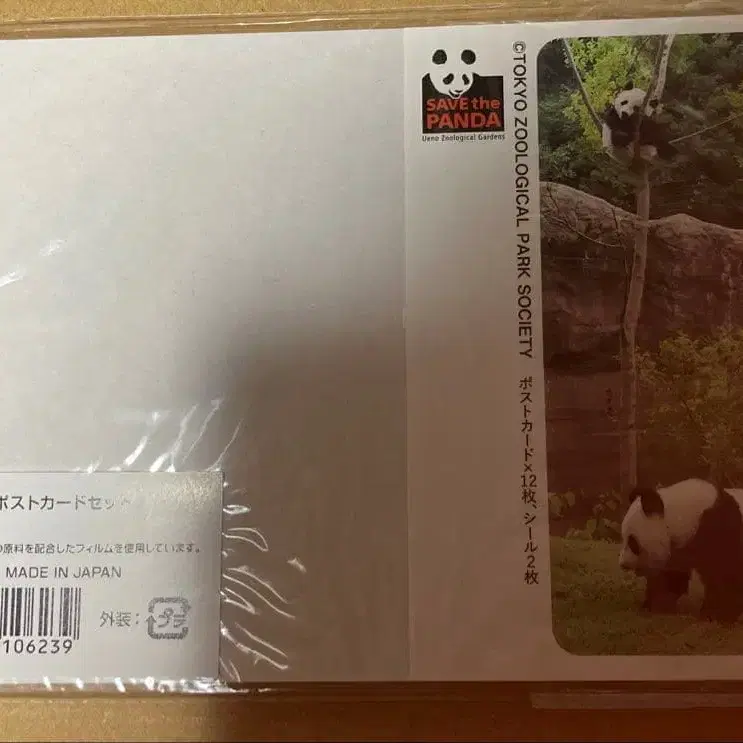 SAVE the
PANDA
Ueno Zoological Gardens
©TOKYO ZOOLOGICAL PARK SOCIETY ポストカード×12枚、シール2枚
ポストカードセット
原料を配合したフィルムを使用しています。
MADE IN JAPAN
外装: プラ
106239